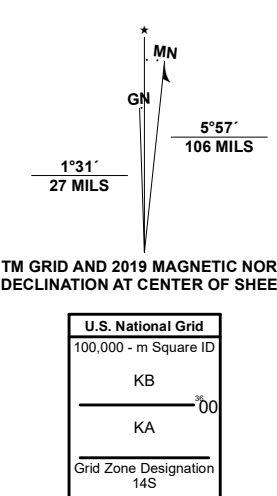 ★
MN
GN
5°57´
106 MILS
1°31´
27 MILS
TM GRID AND 2019 MAGNETIC NOR
DECLINATION AT CENTER OF SHEE
U.S. National Grid
100,000 - m Square ID
KB
36 00
KA
Grid Zone Designation
14S